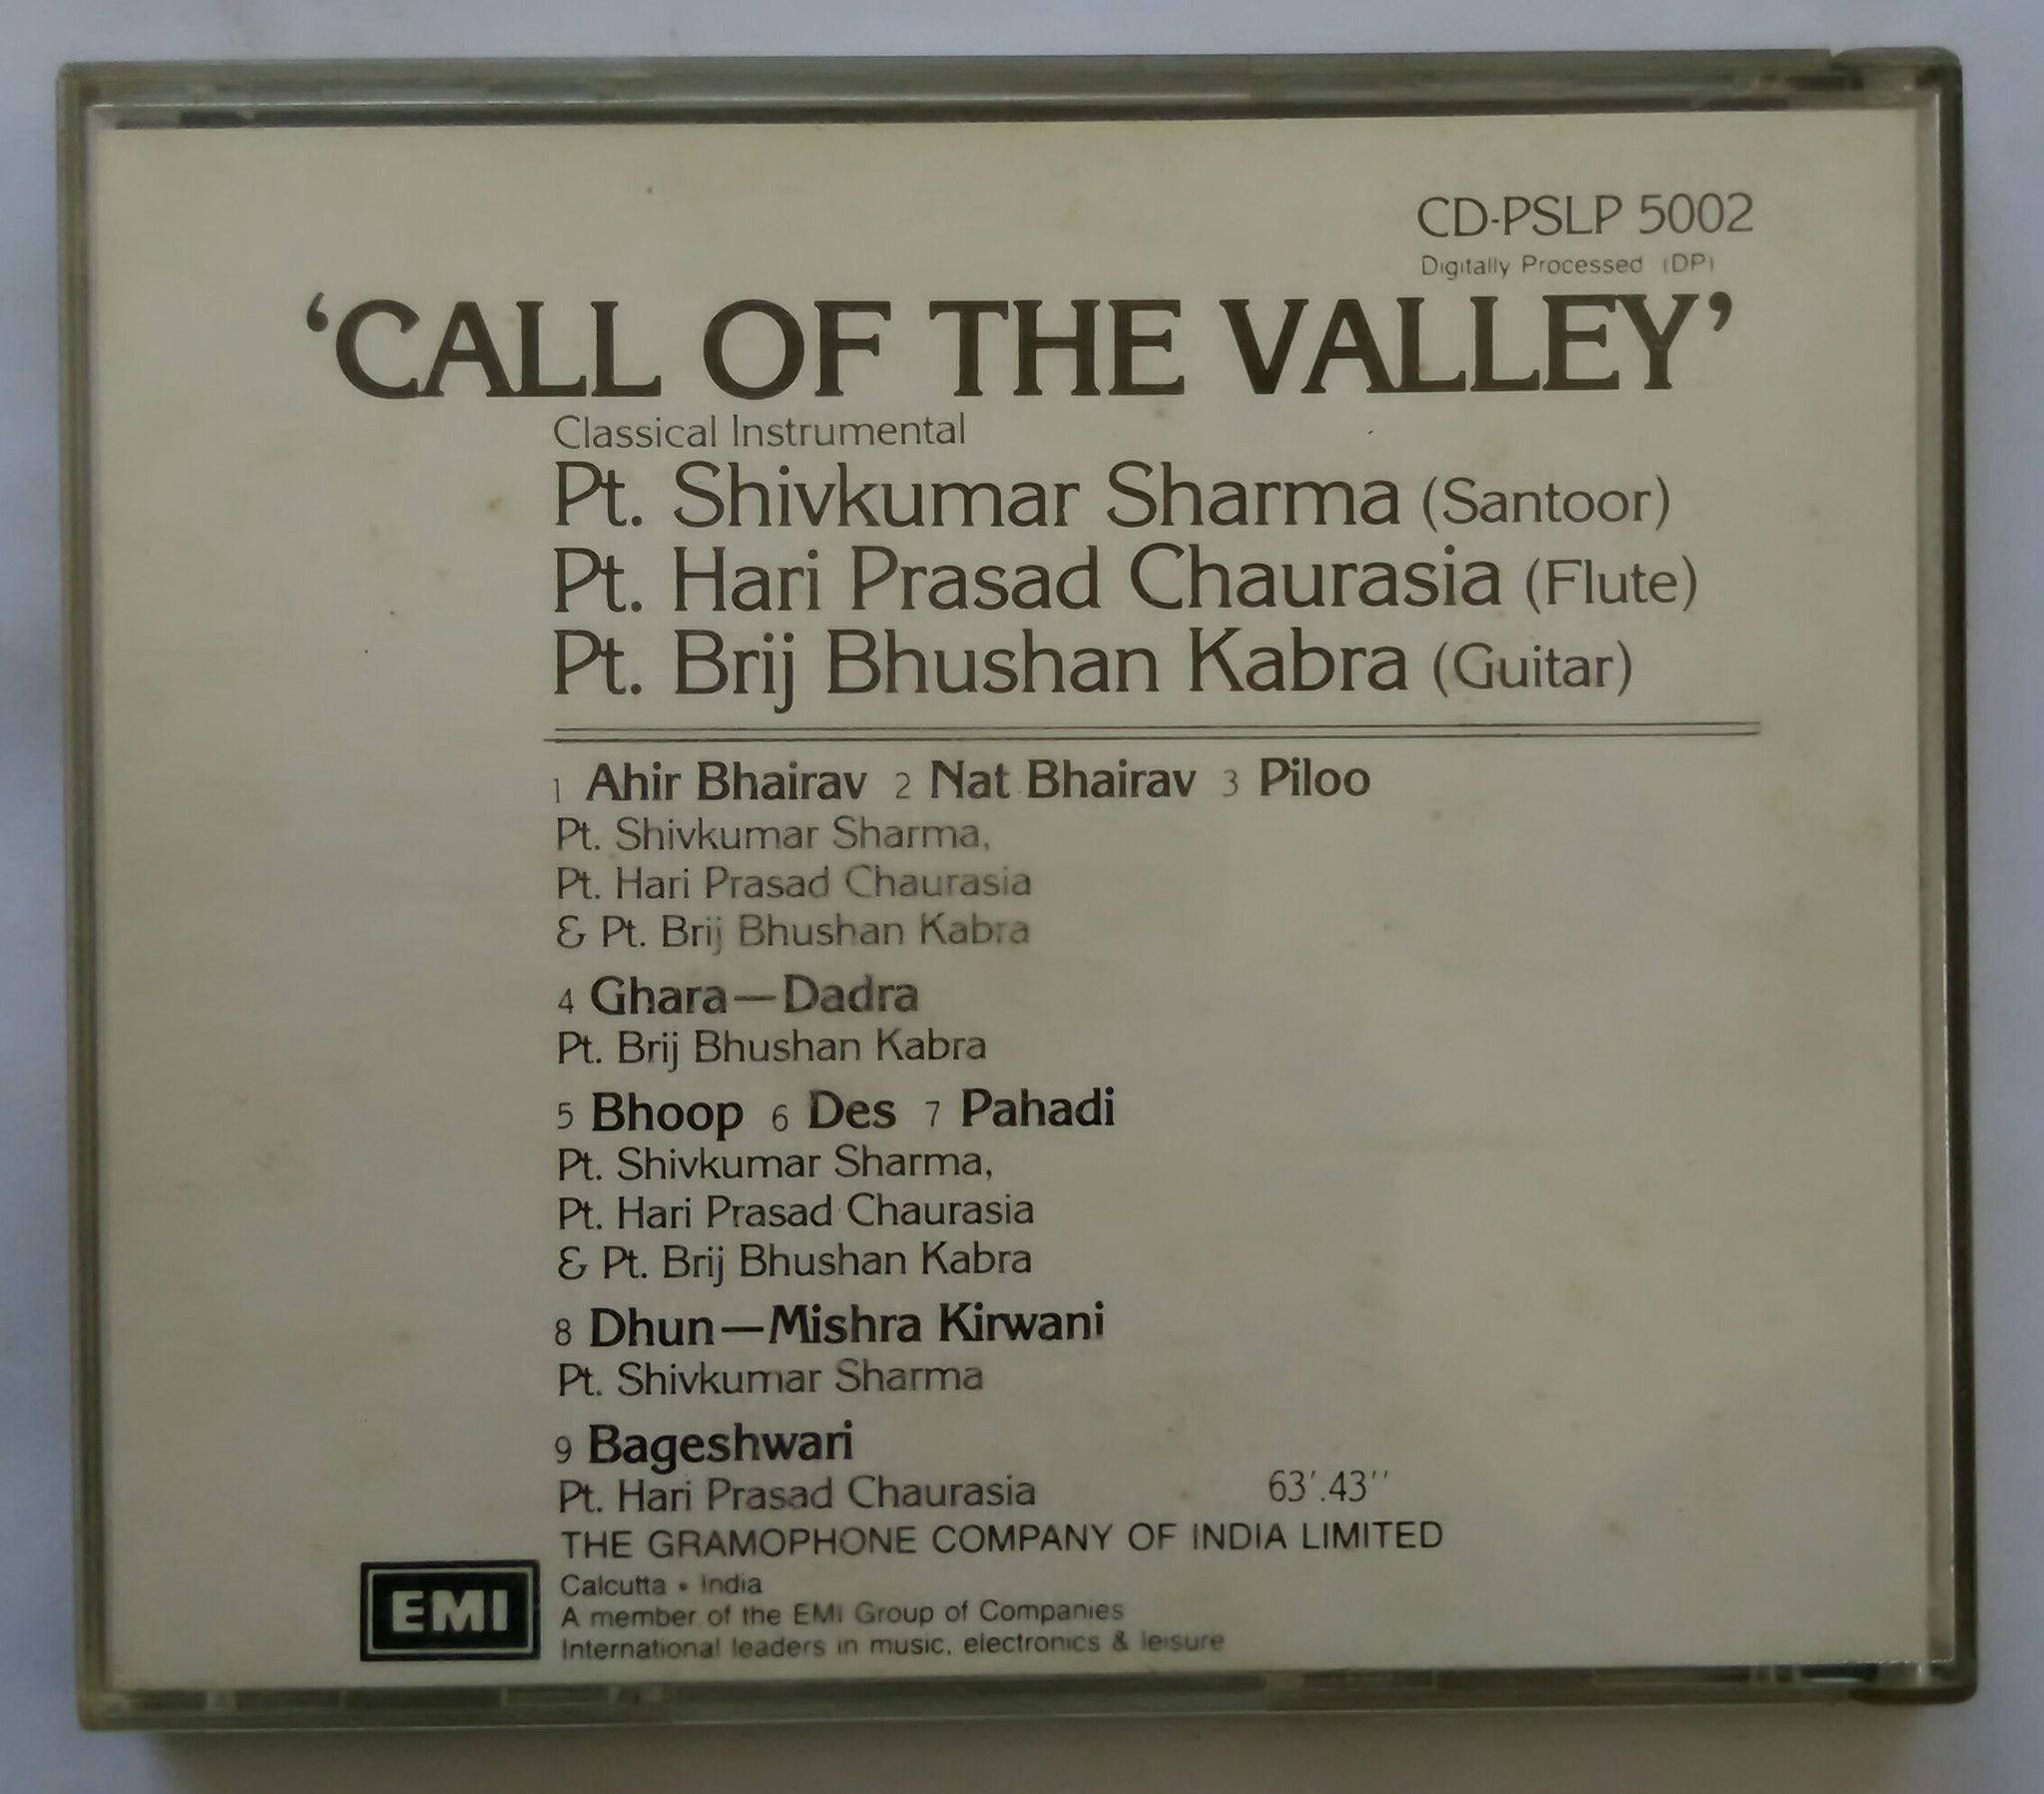 CD-PSLP 5002
Digitally Processed (DP)
‘CALL OF THE VALLEY’
Classical Instrumental
Pt. Shivkumar Sharma (Santoor)
Pt. Hari Prasad Chaurasia (Flute)
Pt. Brij Bhushan Kabra (Guitar)
1 Ahir Bhairav 2 Nat Bhairav 3 Piloo
Pt. Shivkumar Sharma,
Pt. Hari Prasad Chaurasia
& Pt. Brij Bhushan Kabra
4 Ghara—Dadra
Pt. Brij Bhushan Kabra
5 Bhoop 6 Des 7 Pahadi
Pt. Shivkumar Sharma,
Pt. Hari Prasad Chaurasia
& Pt. Brij Bhushan Kabra
8 Dhun—Mishra Kirwani
Pt. Shivkumar Sharma
9 Bageshwari
Pt. Hari Prasad Chaurasia 63'.43''
THE GRAMOPHONE COMPANY OF INDIA LIMITED
EMI
Calcutta • India
A member of the EMI Group of Companies
International leaders in music, electronics & leisure